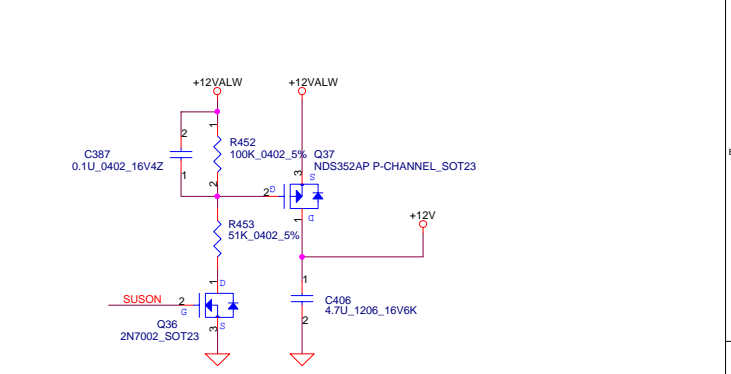 +12VALW
+12VALW
2
1
R452
100K_0402_5%
Q37
NDS352AP P-CHANNEL_SOT23
C387
0.1U_0402_16V4Z
1
2
3
S
2
G
D
1
+12V
R453
51K_0402_5%
1
D
1
C406
4.7U_1206_16V6K
2
SUSON
2
G
Q36
2N7002_SOT23
3
S